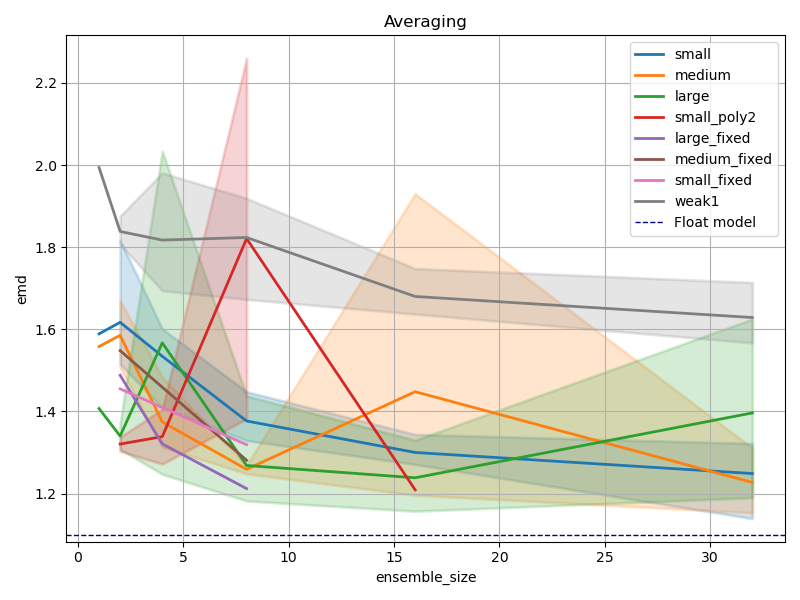 Averaging
emd
2.2
2.0
1.8
1.6
1.4
1.2
0
5
10
15
20
25
30
ensemble_size
small
medium
large
small_poly2
large_fixed
medium_fixed
small_fixed
weak1
Float model